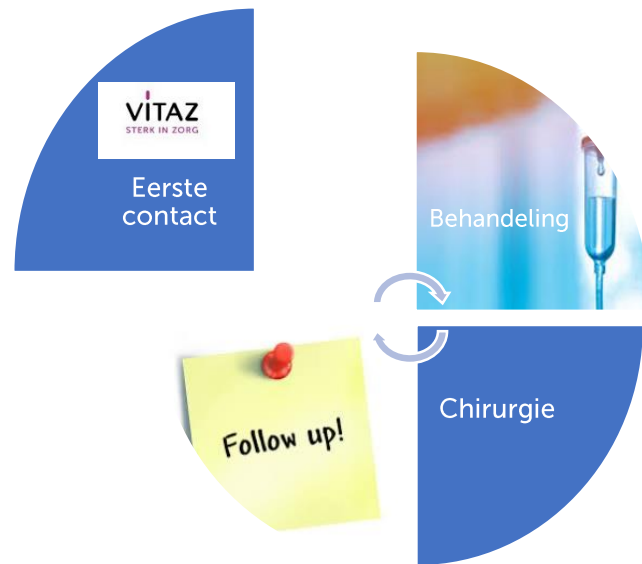 VITAZ
STERK IN ZORG
Eerste
contact
Behandeling
Follow up!
Chirurgie